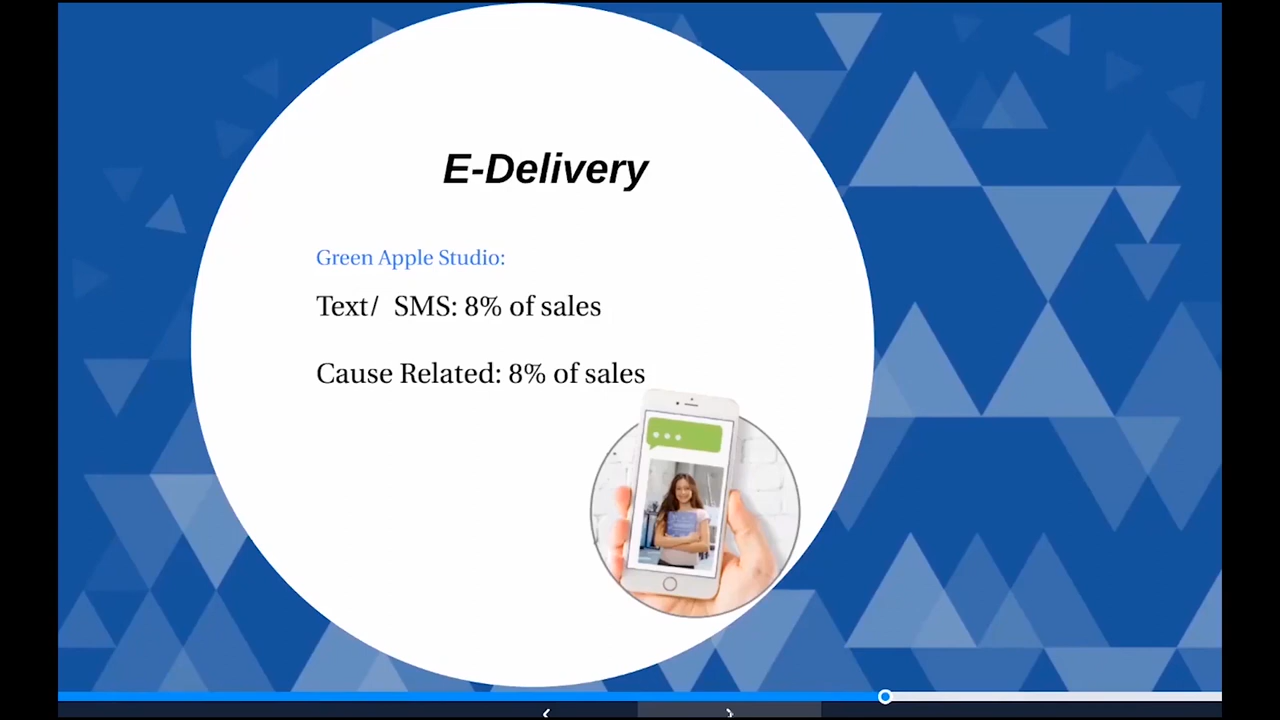 E-Delivery
Green Apple Studio:
Text/ SMS: 8% of sales
Cause Related: 8% of sales